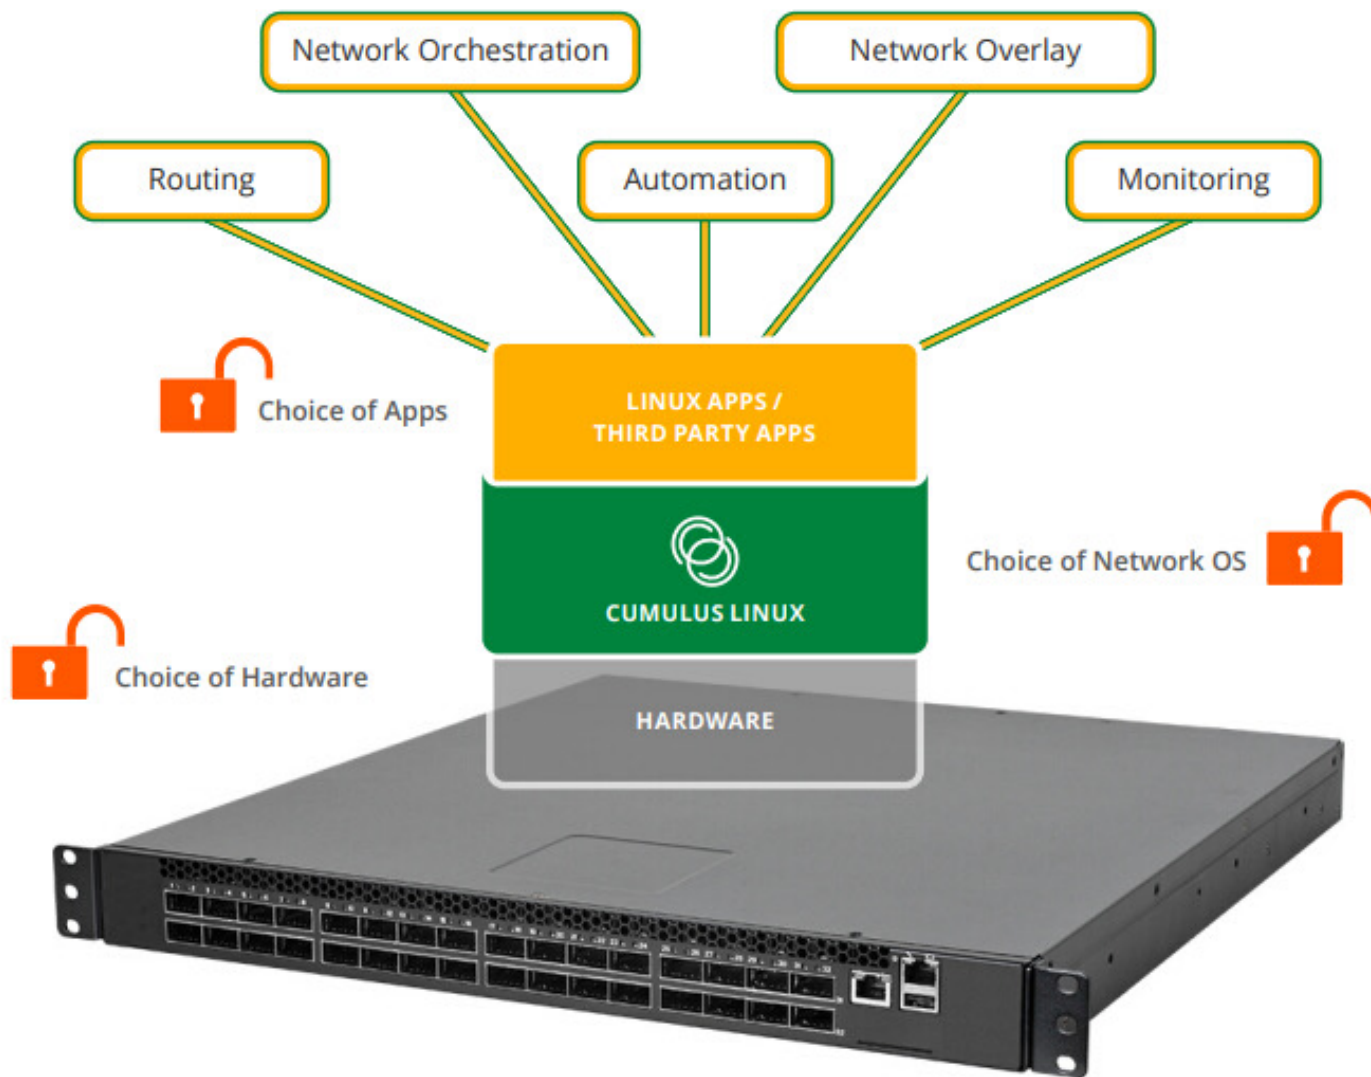 Network Orchestration
Network Overlay
Routing
Automation
Monitoring
Choice of Apps
LINUX APPS /
THIRD PARTY APPS
Choice of Network OS
CUMULUS LINUX
Choice of Hardware
HARDWARE